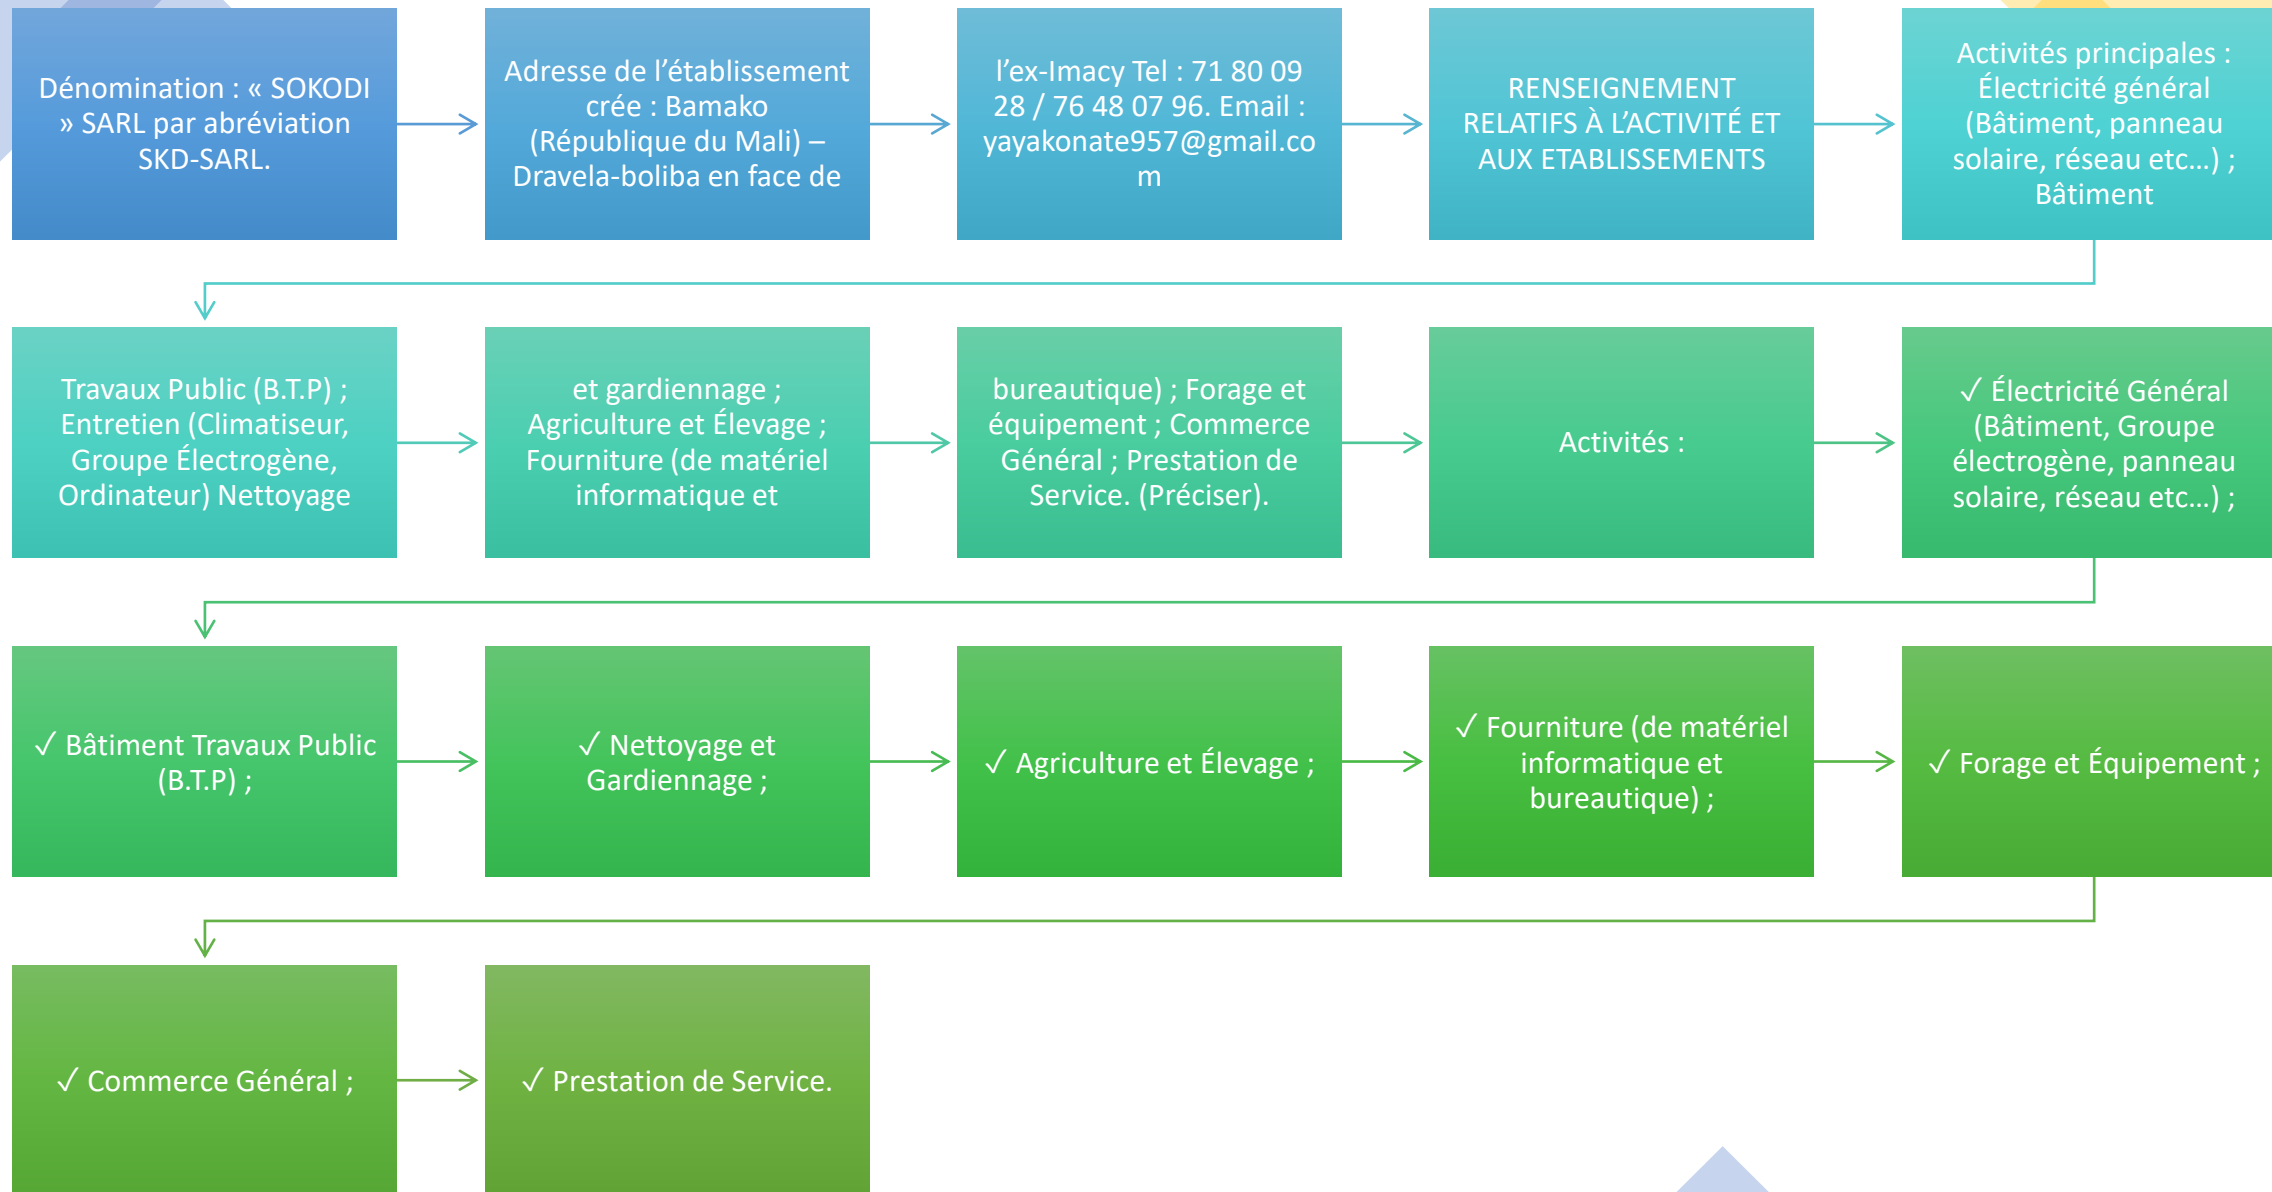 Dénomination : « SOKODI
» SARL par abréviation
SKD-SARL.
Adresse de l’établissement
crée : Bamako
(République du Mali) –
Dravela-boliba en face de
l’ex-Imacy Tel : 71 80 09
28 / 76 48 07 96. Email :
yayakonate957@gmail.co
m
RENSEIGNEMENT
RELATIFS À L’ACTIVITÉ ET
AUX ETABLISSEMENTS
Activités principales :
Électricité général
(Bâtiment, panneau
solaire, réseau etc…) ;
Bâtiment
Travaux Public (B.T.P) ;
Entretien (Climatiseur,
Groupe Électrogène,
Ordinateur) Nettoyage
et gardiennage ;
Agriculture et Élevage ;
Fourniture (de matériel
informatique et
bureautique) ; Forage et
équipement ; Commerce
Général ; Prestation de
Service. (Préciser).
Activités :
✓ Électricité Général
(Bâtiment, Groupe
électrogène, panneau
solaire, réseau etc…) ;
✓ Bâtiment Travaux Public
(B.T.P) ;
✓ Nettoyage et
Gardiennage ;
✓ Agriculture et Élevage ;
✓ Fourniture (de matériel
informatique et
bureautique) ;
✓ Forage et Équipement ;
✓ Commerce Général ;
✓ Prestation de Service.